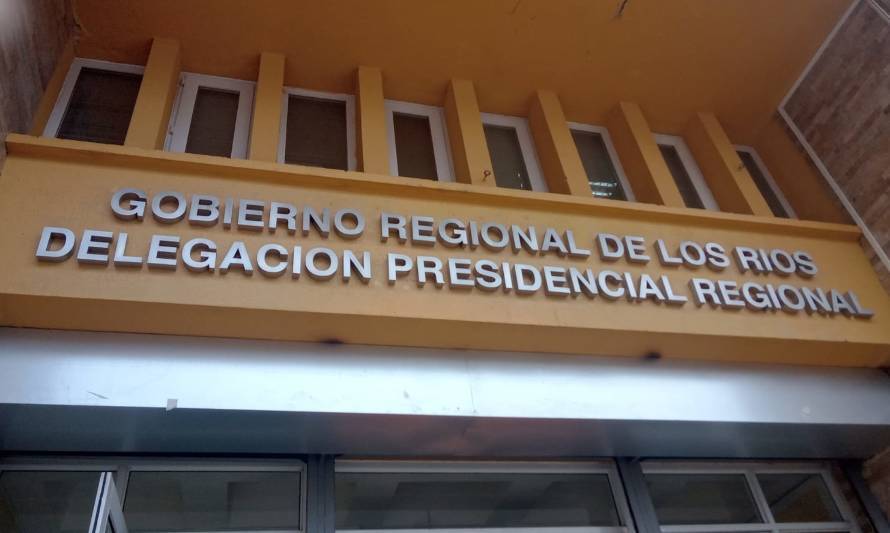 GOBIERNO REGIONAL DE LOS RIOS
DELEGACION PRESIDENCIAL REGIONAL